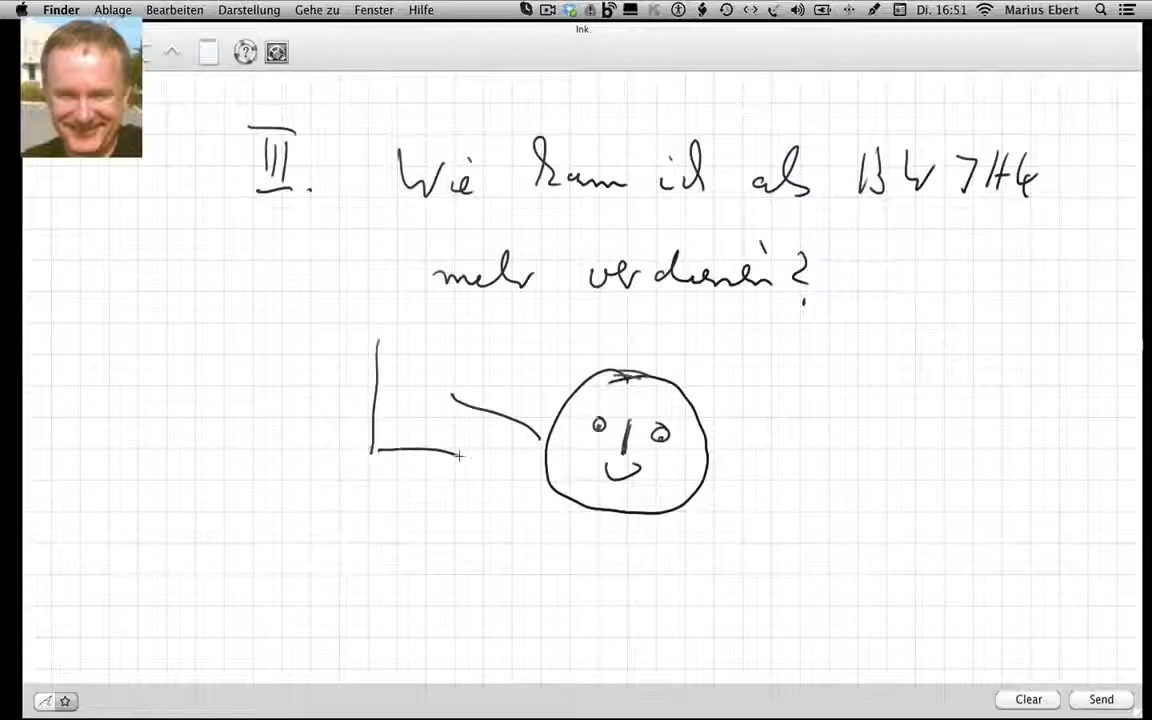 Finder Ablage Bearbeiten Darstellung Gehe zu Fenster Hilfe Di. 16:51 Marius Ebert
Ink
III. Wie kann ich als BWIHK
mehr verdienen?
Clear Send